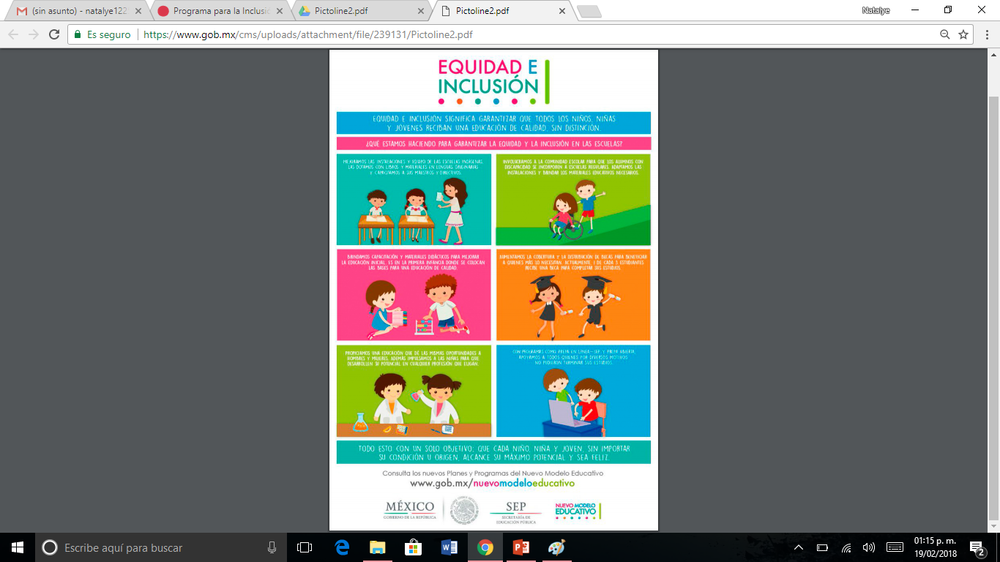 (sin asunto) - natalye122
Programa para la Inclusió
Pictoline2.pdf
Pictoline2.pdf
Natalye
Es seguro
https://www.gob.mx/cms/uploads/attachment/file/239131/Pictoline2.pdf
EQUIDAD E
INCLUSIÓN
EQUIDAD E INCLUSIÓN SIGNIFICA GARANTIZAR QUE TODOS LOS NIÑOS, NIÑAS
Y JÓVENES RECIBAN UNA EDUCACIÓN DE CALIDAD, SIN DISTINCIÓN.
¿QUÉ ESTAMOS HACIENDO PARA GARANTIZAR LA EQUIDAD Y LA INCLUSIÓN EN LAS ESCUELAS?
MEJORAMOS LAS INSTALACIONES Y EQUIPO DE LAS ESCUELAS INDÍGENAS,
LAS DOTAMOS CON LIBROS Y MATERIALES EN LENGUAS ORIGINARIAS
Y CAPACITAMOS A SUS MAESTROS Y DIRECTIVOS.
INVOLUCRAMOS A LA COMUNIDAD ESCOLAR PARA QUE LOS ALUMNOS CON
DISCAPACIDAD SE INCORPOREN A ESCUELAS REGULARES, ADAPTAMOS LAS
INSTALACIONES Y BRINDAR LOS MATERIALES EDUCATIVOS NECESARIOS.
BRINDAMOS CAPACITACIÓN Y MATERIALES DIDÁCTICOS PARA MEJORAR
LA EDUCACIÓN INICIAL. ES EN LA PRIMERA INFANCIA DONDE SE COLOCAN
LAS BASES PARA UNA EDUCACIÓN DE CALIDAD.
AUMENTAMOS LA COBERTURA Y LA DISTRIBUCIÓN DE BECAS PARA BENEFICIAR
A QUIENES MÁS LO NECESITAN. ACTUALMENTE, 1 DE CADA 3 ESTUDIANTES
RECIBE UNA BECA PARA COMPLETAR SUS ESTUDIOS.
PROPICIAMOS UNA EDUCACIÓN QUE DÉ LAS MISMAS OPORTUNIDADES A
HOMBRES Y MUJERES. ADEMÁS IMPULSAMOS A LAS NIÑAS PARA QUE
DESARROLLEN SU POTENCIAL EN CUALQUIER PROFESIÓN QUE ELIJAN.
CON PROGRAMAS COMO PREPA EN LÍNEA-SEP Y PREPA ABIERTA,
APOYAMOS A TODOS QUIENES POR DIVERSOS MOTIVOS
NO PUDIERON TERMINAR SUS ESTUDIOS.
TODO ESTO CON UN SOLO OBJETIVO: QUE CADA NIÑO, NIÑA Y JOVEN, SIN IMPORTAR
SU CONDICIÓN U ORIGEN, ALCANCE SU MÁXIMO POTENCIAL Y SEA FELIZ.
Consulta los nuevos Planes y Programas del Nuevo Modelo Educativo
www.gob.mx/nuevomodeloeducativo
MÉXICO
GOBIERNO DE LA REPÚBLICA
SEP
SECRETARÍA DE
EDUCACIÓN PÚBLICA
NUEVO MODELO
EDUCATIVO
Escribe aquí para buscar
01:15 p. m.
19/02/2018
2